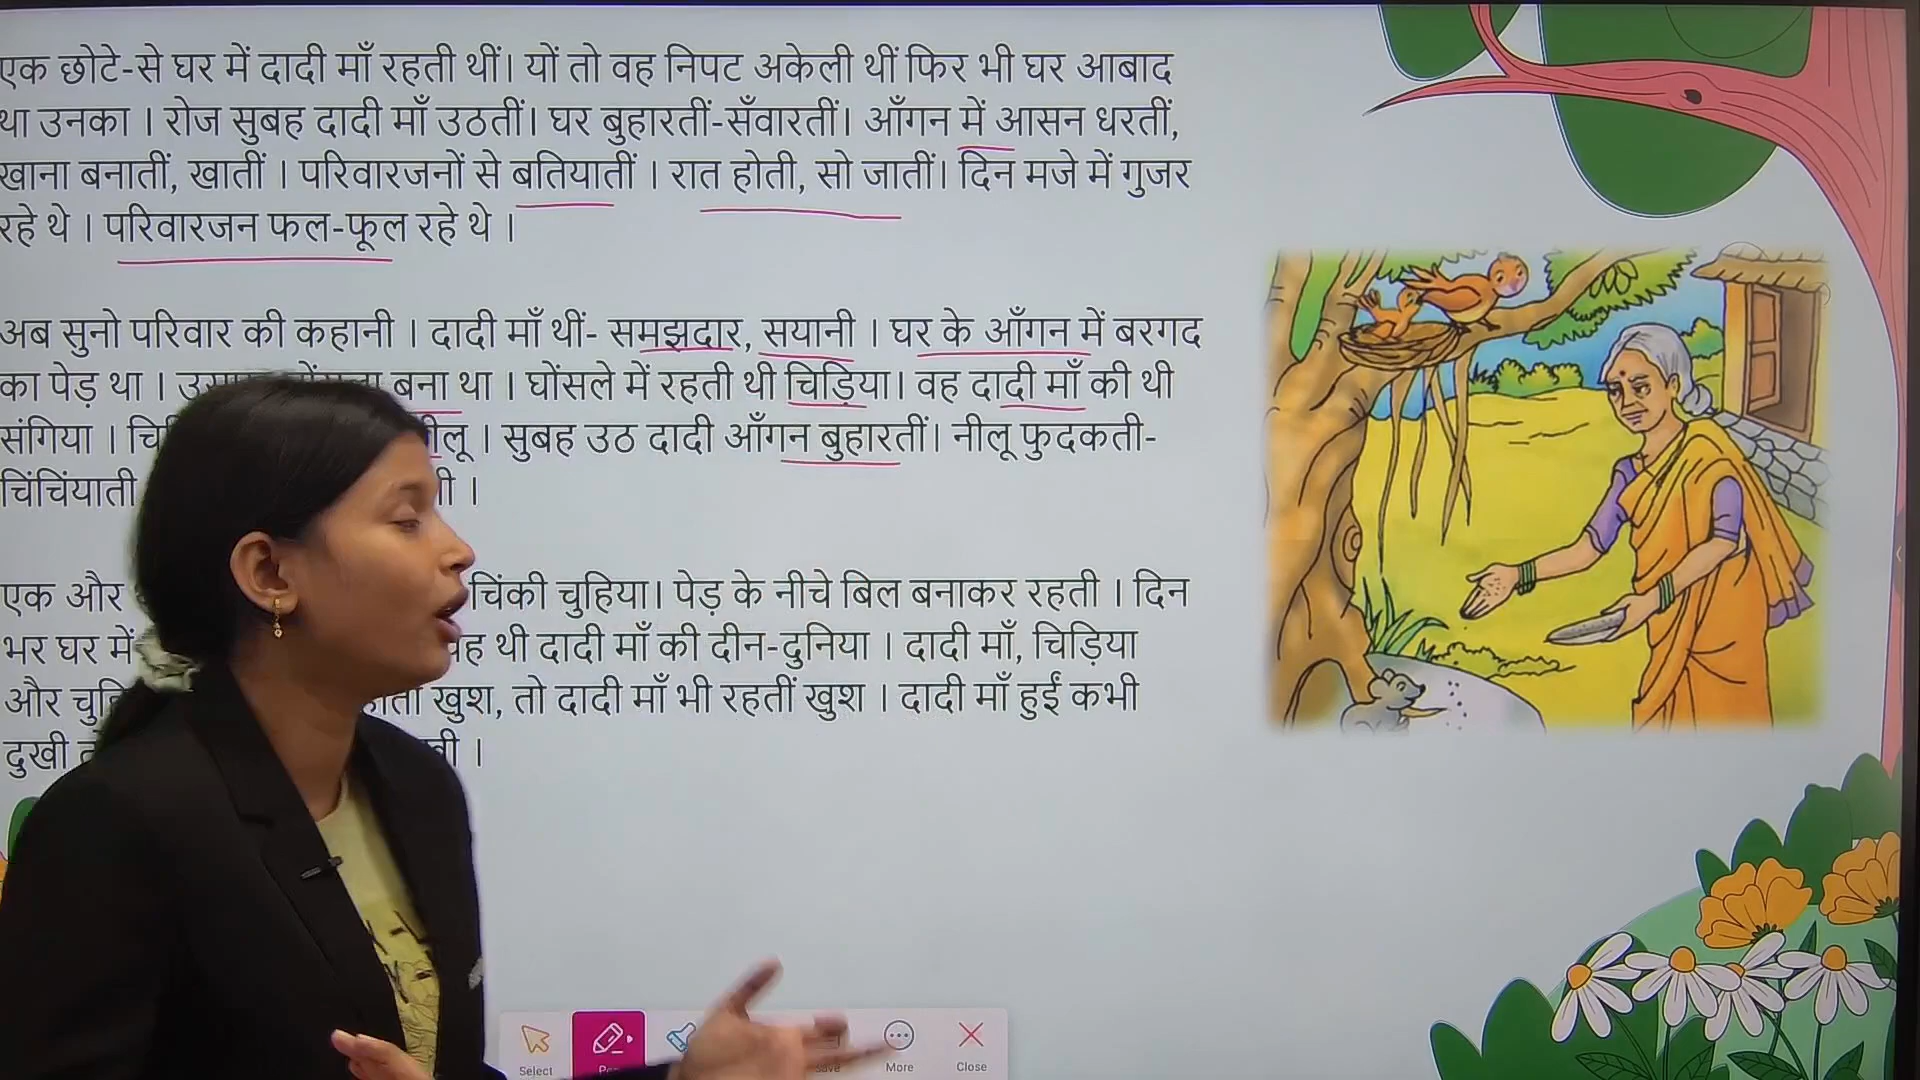 एक छोटे-से घर में दादी माँ रहती थीं। यों तो वह निपट अकेली थीं फिर भी घर आबाद
था उनका । रोज सुबह दादी माँ उठतीं। घर बुहारतीं-सँवारतीं। आँगन में आसन धरतीं,
खाना बनातीं, खातीं । परिवारजनों से बतियातीं । रात होती, सो जातीं। दिन मजे में गुजर
रहे थे । परिवारजन फल-फूल रहे थे ।
अब सुनो परिवार की कहानी । दादी माँ थीं- समझदार, सयानी । घर के आँगन में बरगद
का पेड़ था । बना था । घोंसले में रहती थी चिड़िया। वह दादी माँ की थी
संगिया । नीलू । सुबह उठ दादी आँगन बुहारतीं। नीलू फुदकती-
चिंचिंयाती ।
एक और चिंकी चुहिया। पेड़ के नीचे बिल बनाकर रहती । दिन
भर घर में थी दादी माँ की दीन-दुनिया । दादी माँ, चिड़िया
और खुश, तो दादी माँ भी रहतीं खुश । दादी माँ हुईं कभी
दुखी ।
Select
More
Close